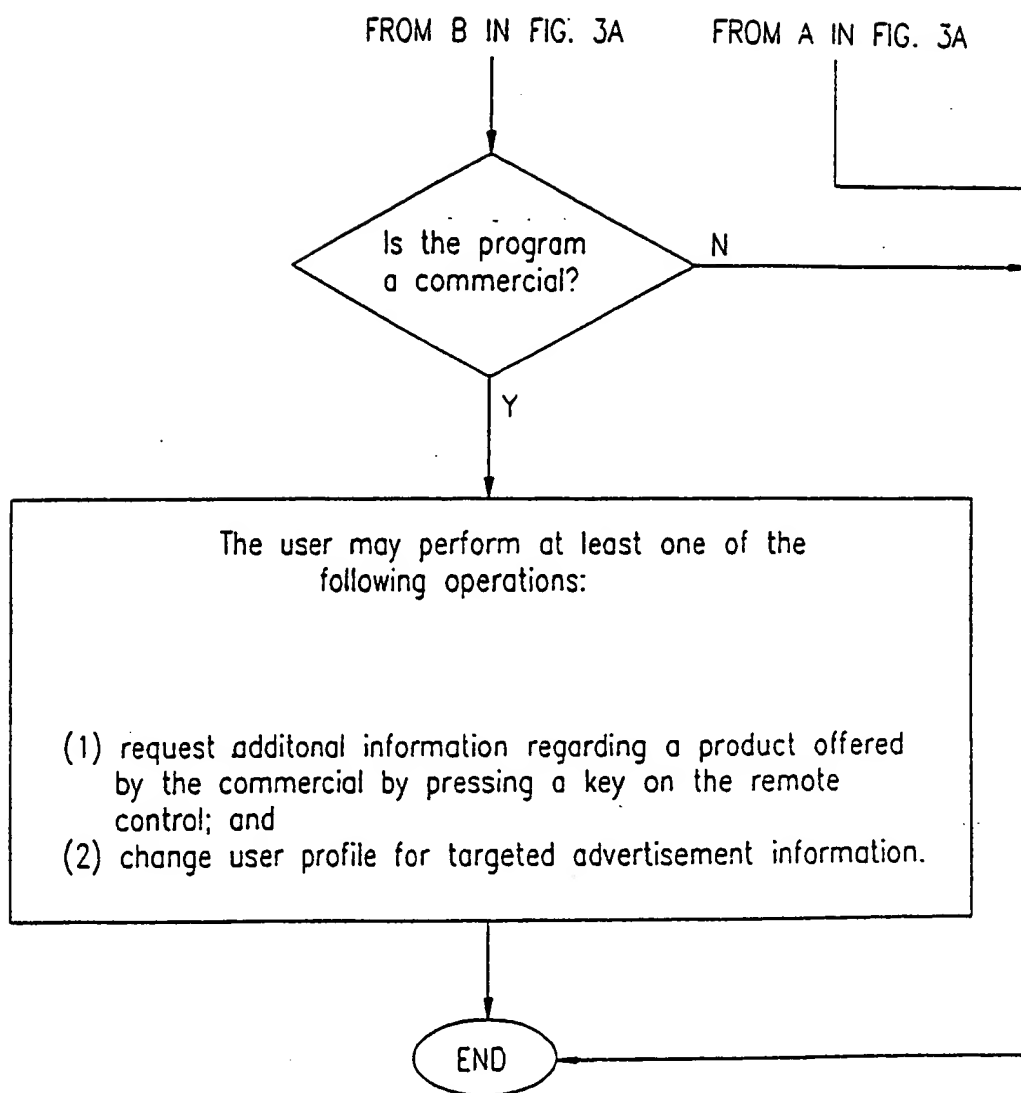 FROM B IN FIG. 3A
FROM A IN FIG. 3A
Is the program
a commercial?
N
Y
The user may perform at least one of the
following operations:
(1) request additonal information regarding a product offered
by the commercial by pressing a key on the remote
control; and
(2) change user profile for targeted advertisement information.
END